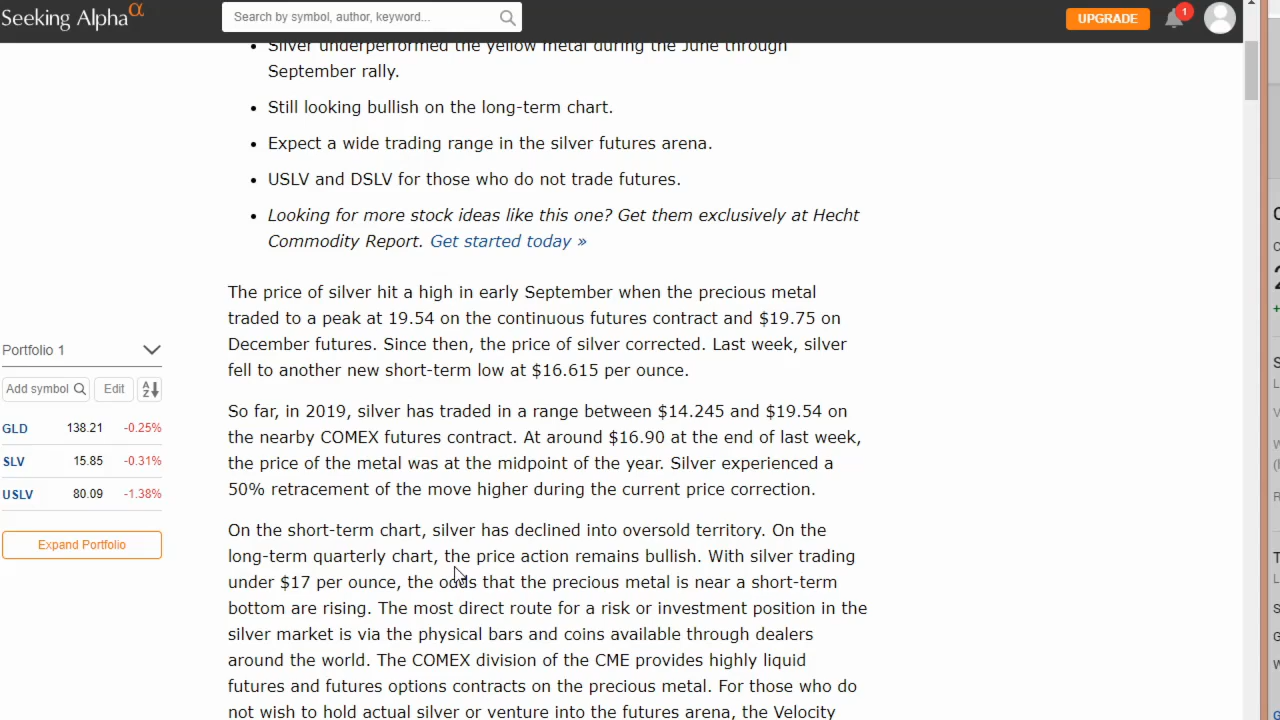 Seeking Alpha α
Search by symbol, author, keyword...
UPGRADE
1
Silver underperformed the yellow metal during the June through
September rally.
Still looking bullish on the long-term chart.
Expect a wide trading range in the silver futures arena.
USLV and DSLV for those who do not trade futures.
Looking for more stock ideas like this one? Get them exclusively at Hecht
Commodity Report. Get started today »
The price of silver hit a high in early September when the precious metal
traded to a peak at 19.54 on the continuous futures contract and $19.75 on
December futures. Since then, the price of silver corrected. Last week, silver
fell to another new short-term low at $16.615 per ounce.
So far, in 2019, silver has traded in a range between $14.245 and $19.54 on
the nearby COMEX futures contract. At around $16.90 at the end of last week,
the price of the metal was at the midpoint of the year. Silver experienced a
50% retracement of the move higher during the current price correction.
On the short-term chart, silver has declined into oversold territory. On the
long-term quarterly chart, the price action remains bullish. With silver trading
under $17 per ounce, the odds that the precious metal is near a short-term
bottom are rising. The most direct route for a risk or investment position in the
silver market is via the physical bars and coins available through dealers
around the world. The COMEX division of the CME provides highly liquid
futures and futures options contracts on the precious metal. For those who do
not wish to hold actual silver or venture into the futures arena, the Velocity
Portfolio 1
Add symbol
Edit
A Z
GLD 138.21 -0.25%
SLV 15.85 -0.31%
USLV 80.09 -1.38%
Expand Portfolio